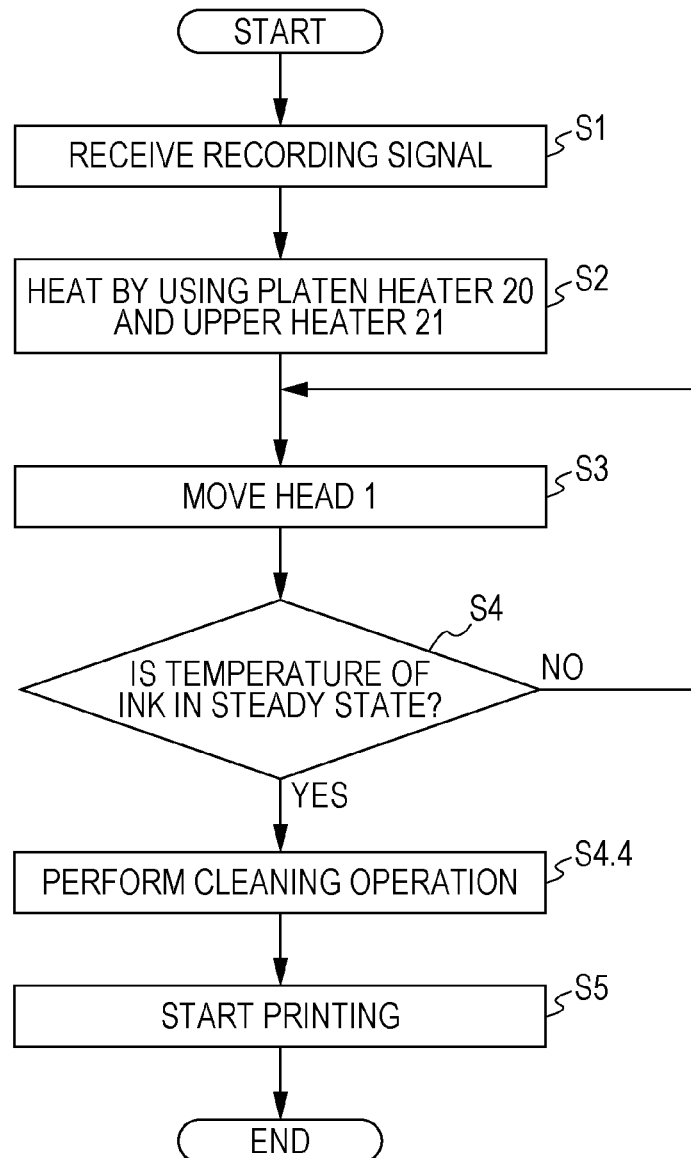 START
S1
RECEIVE RECORDING SIGNAL
S2
HEAT BY USING PLATEN HEATER 20
AND UPPER HEATER 21
S3
MOVE HEAD 1
S4
IS TEMPERATURE OF
INK IN STEADY STATE?
NO
YES
S4.4
PERFORM CLEANING OPERATION
S5
START PRINTING
END